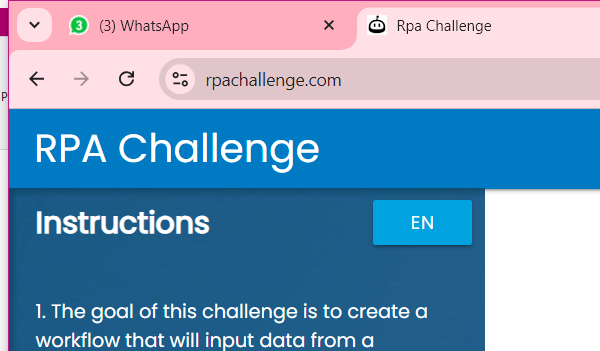 (3) WhatsApp
Rpa Challenge
rpachallenge.com
RPA Challenge
Instructions
EN
1. The goal of this challenge is to create a
workflow that will input data from a